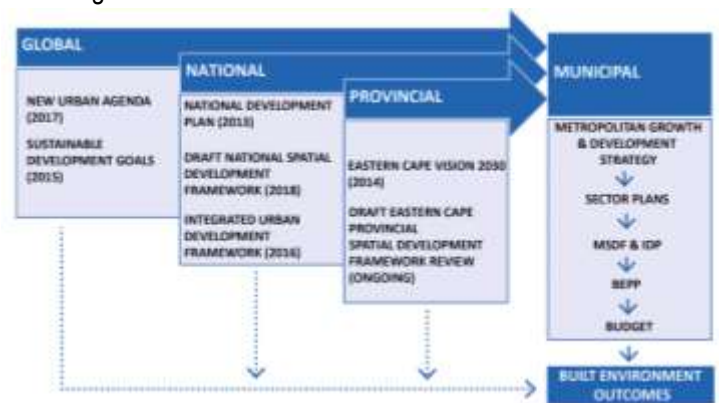 GLOBAL
NEW URBAN AGENDA
(2017)
SUSTAINABLE
DEVELOPMENT GOALS
(2015)
NATIONAL
NATIONAL DEVELOPMENT
PLAN (2013)
DRAFT NATIONAL SPATIAL
DEVELOPMENT
FRAMEWORK (2018)
INTEGRATED URBAN
DEVELOPMENT
FRAMEWORK (2016)
PROVINCIAL
EASTERN CAPE VISION 2030
(2014)
DRAFT EASTERN CAPE
PROVINCIAL
SPATIAL DEVELOPMENT
FRAMEWORK REVIEW
(ONGOING)
MUNICIPAL
METROPOLITAN GROWTH
& DEVELOPMENT
STRATEGY
SECTOR PLANS
MSDF & IDP
BEPP
BUDGET
BUILT ENVIRONMENT
OUTCOMES